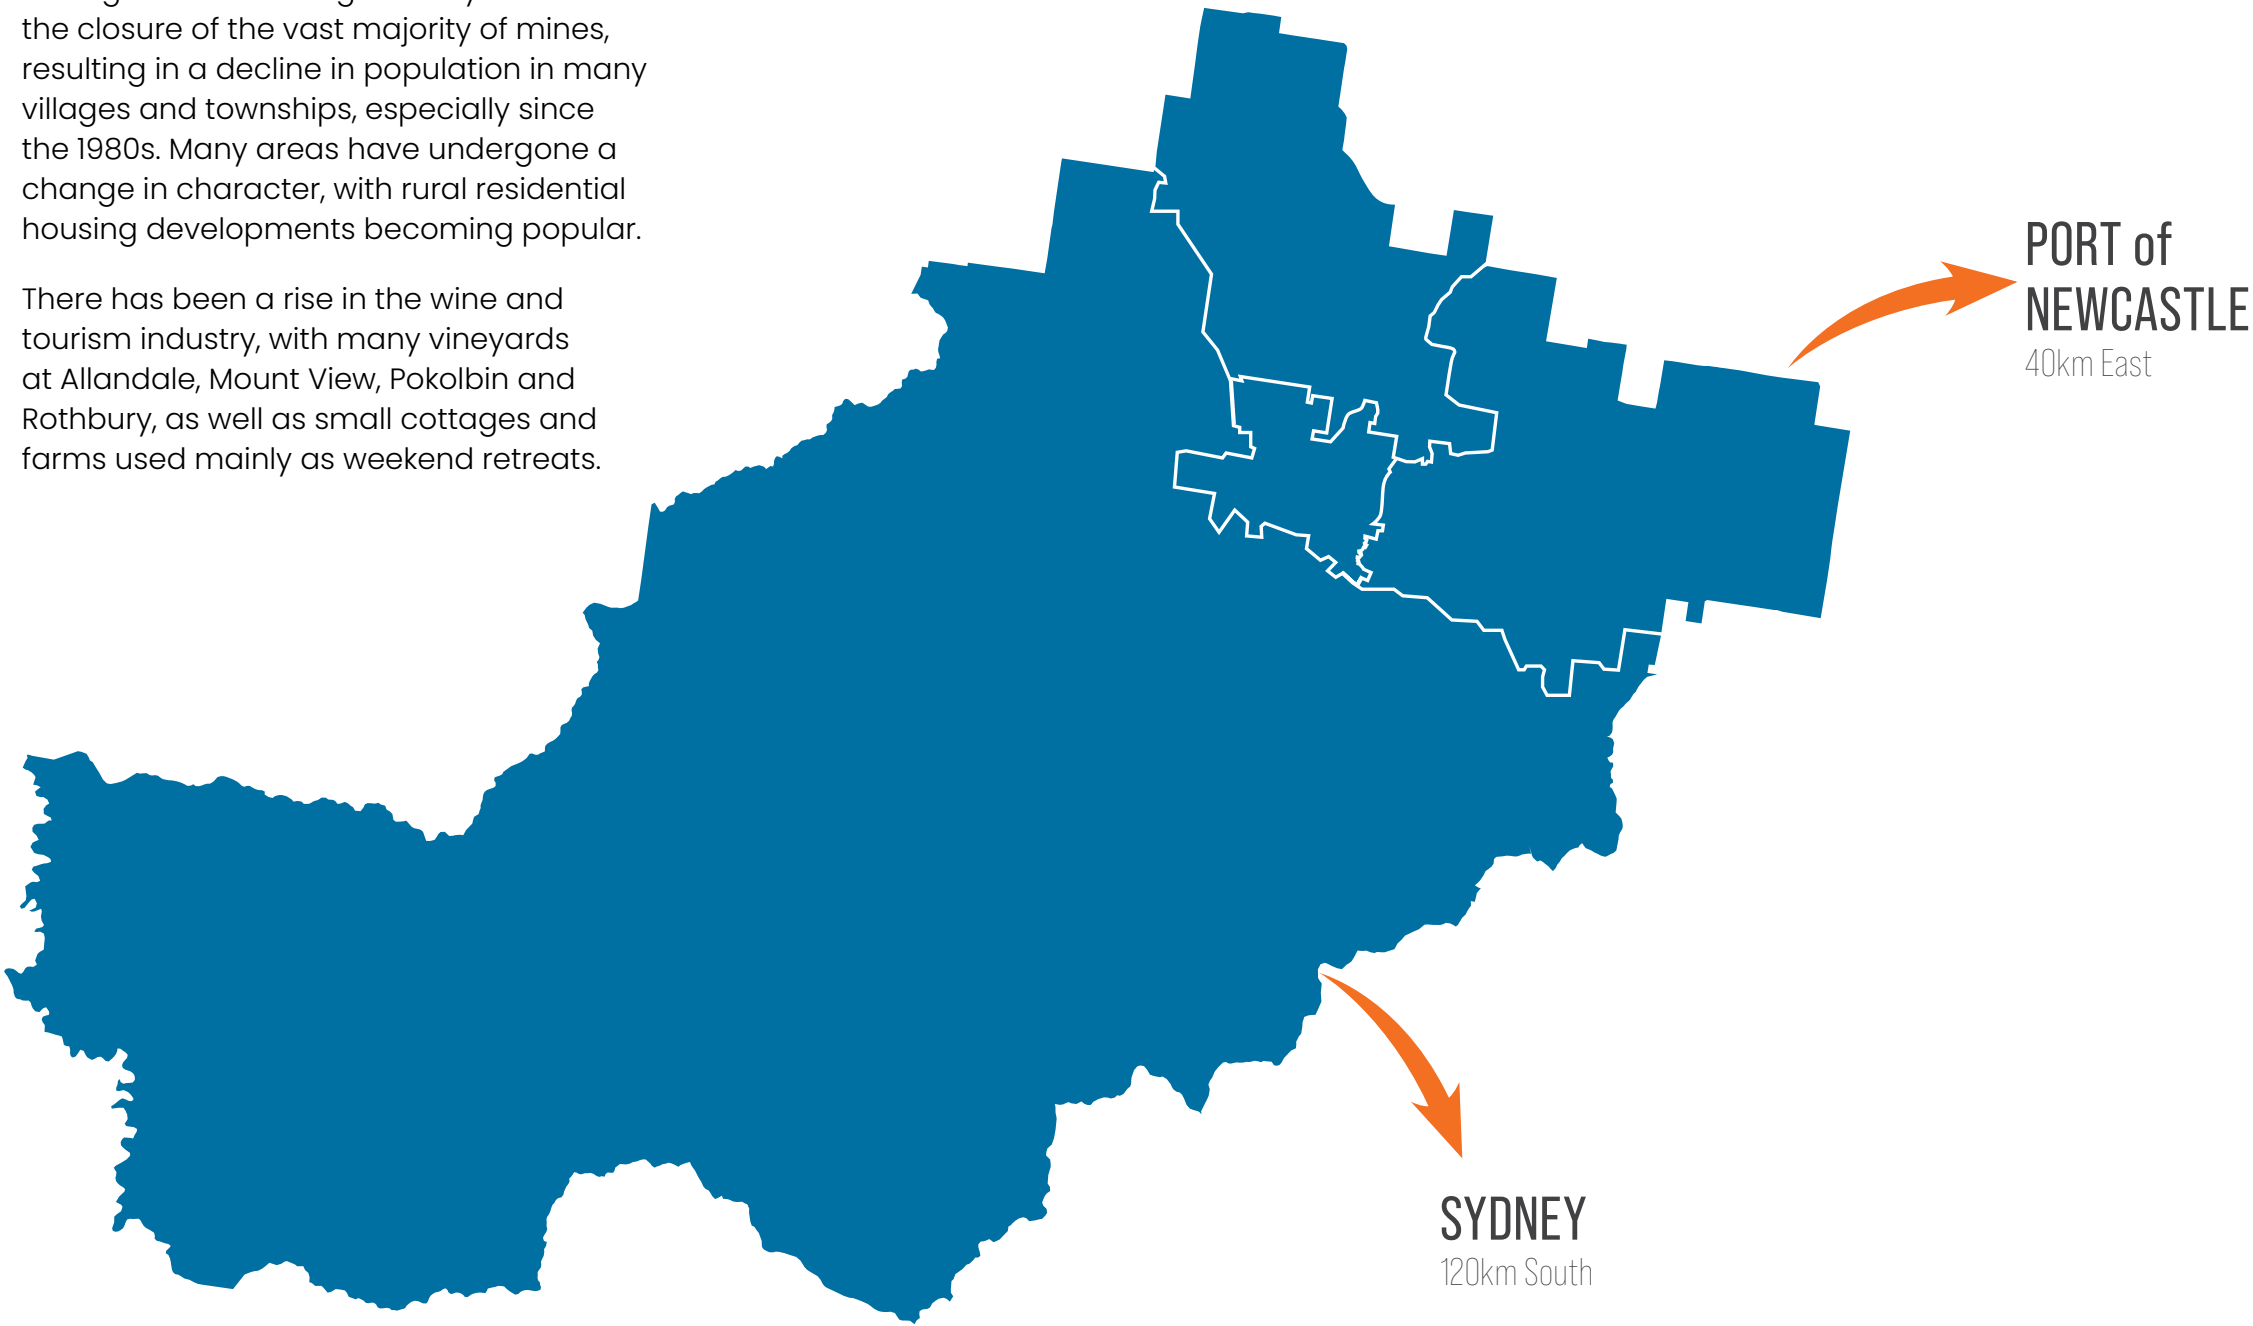 the closure of the vast majority of mines,
resulting in a decline in population in many
villages and townships, especially since
the 1980s. Many areas have undergone a
change in character, with rural residential
housing developments becoming popular.
There has been a rise in the wine and
tourism industry, with many vineyards
at Allandale, Mount View, Pokolbin and
Rothbury, as well as small cottages and
farms used mainly as weekend retreats.
PORT of
NEWCASTLE
40km East
SYDNEY
120km South